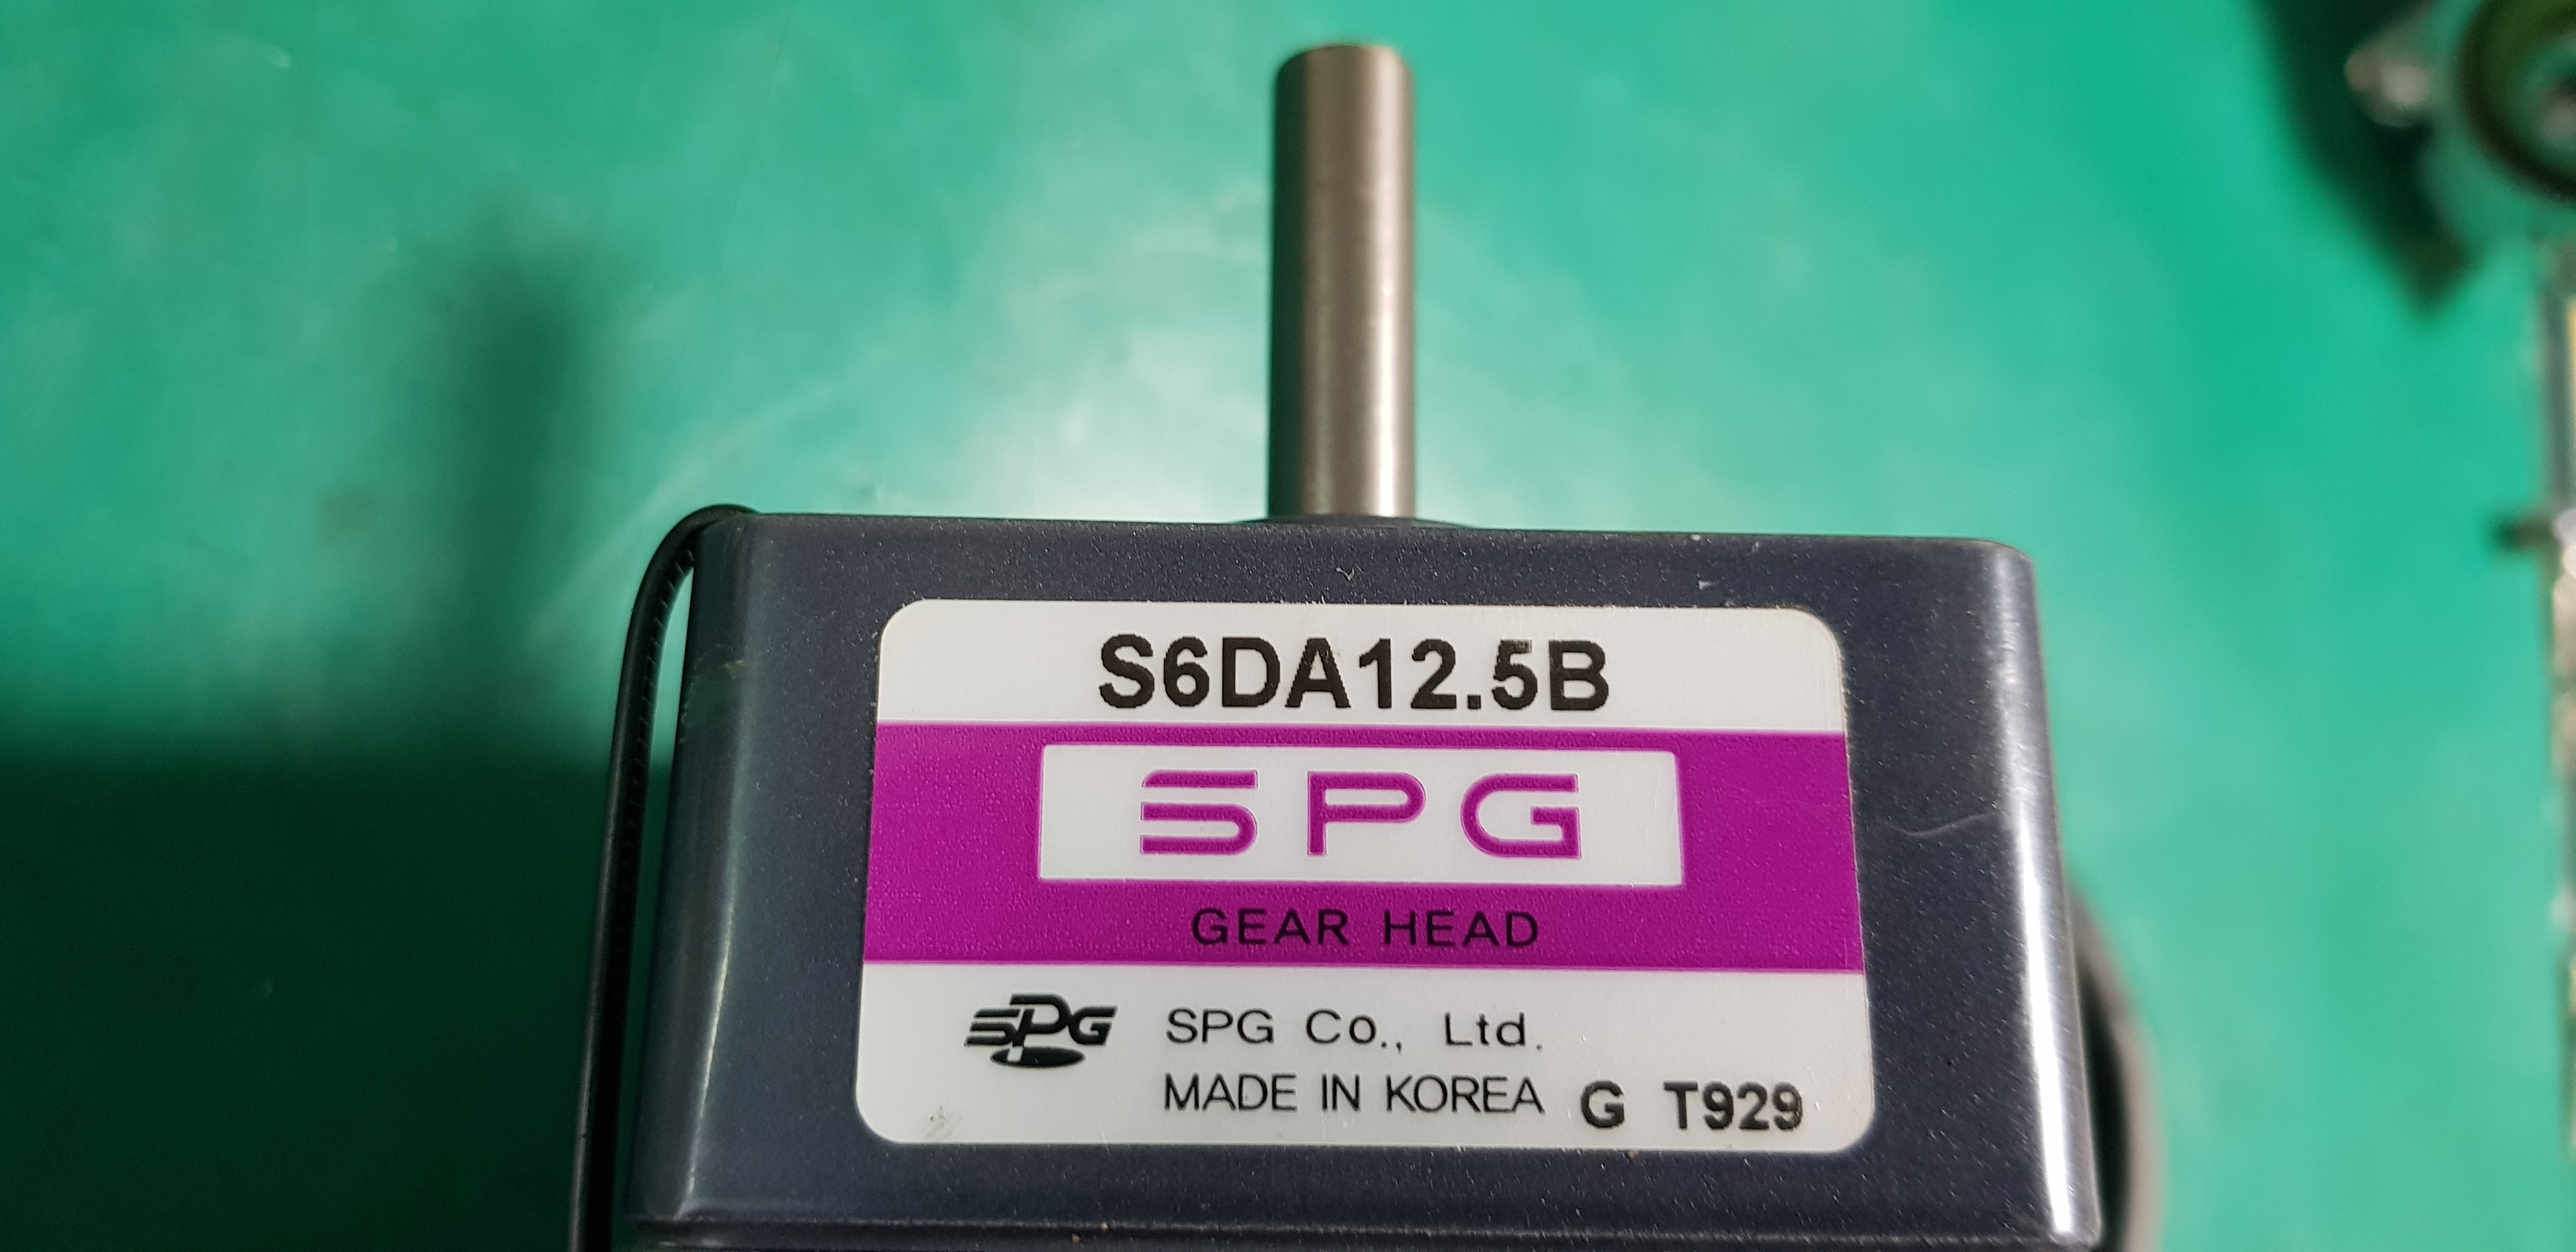 S6DA12.5B
SPG
GEAR HEAD
SPG SPG Co., Ltd.
MADE IN KOREA G T929